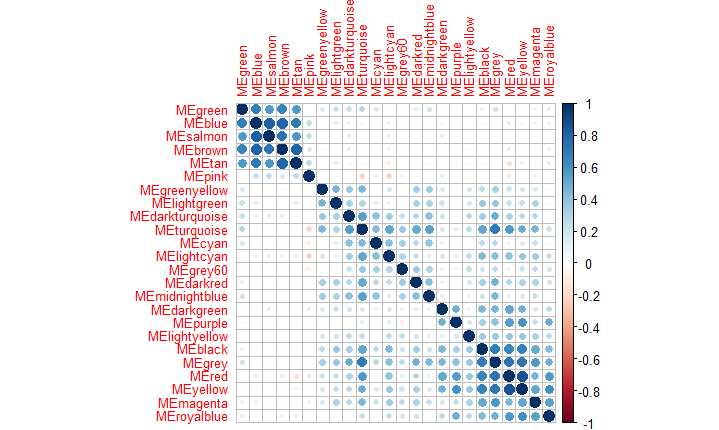 MEgreen
MEblue
MEsalmon
MEbrown
MEtan
MEpink
MEgreenyellow
MElightgreen
MEdarkturquoise
MEturquoise
MEcyan
MElightcyan
MEgrey60
MEdarkred
MEmidnightblue
MEdarkgreen
MEpurple
MElightyellow
MEblack
MEgrey
MEred
MEyellow
MEmagenta
MEroyalblue
MEgreen
MEblue
MEsalmon
MEbrown
MEtan
MEpink
MEgreenyellow
MElightgreen
MEdarkturquoise
MEturquoise
MEcyan
MElightcyan
MEgrey60
MEdarkred
MEmidnightblue
MEdarkgreen
MEpurple
MElightyellow
MEblack
MEgrey
MEred
MEyellow
MEmagenta
MEroyalblue
1
0.8
0.6
0.4
0.2
0
-0.2
-0.4
-0.6
-0.8
-1